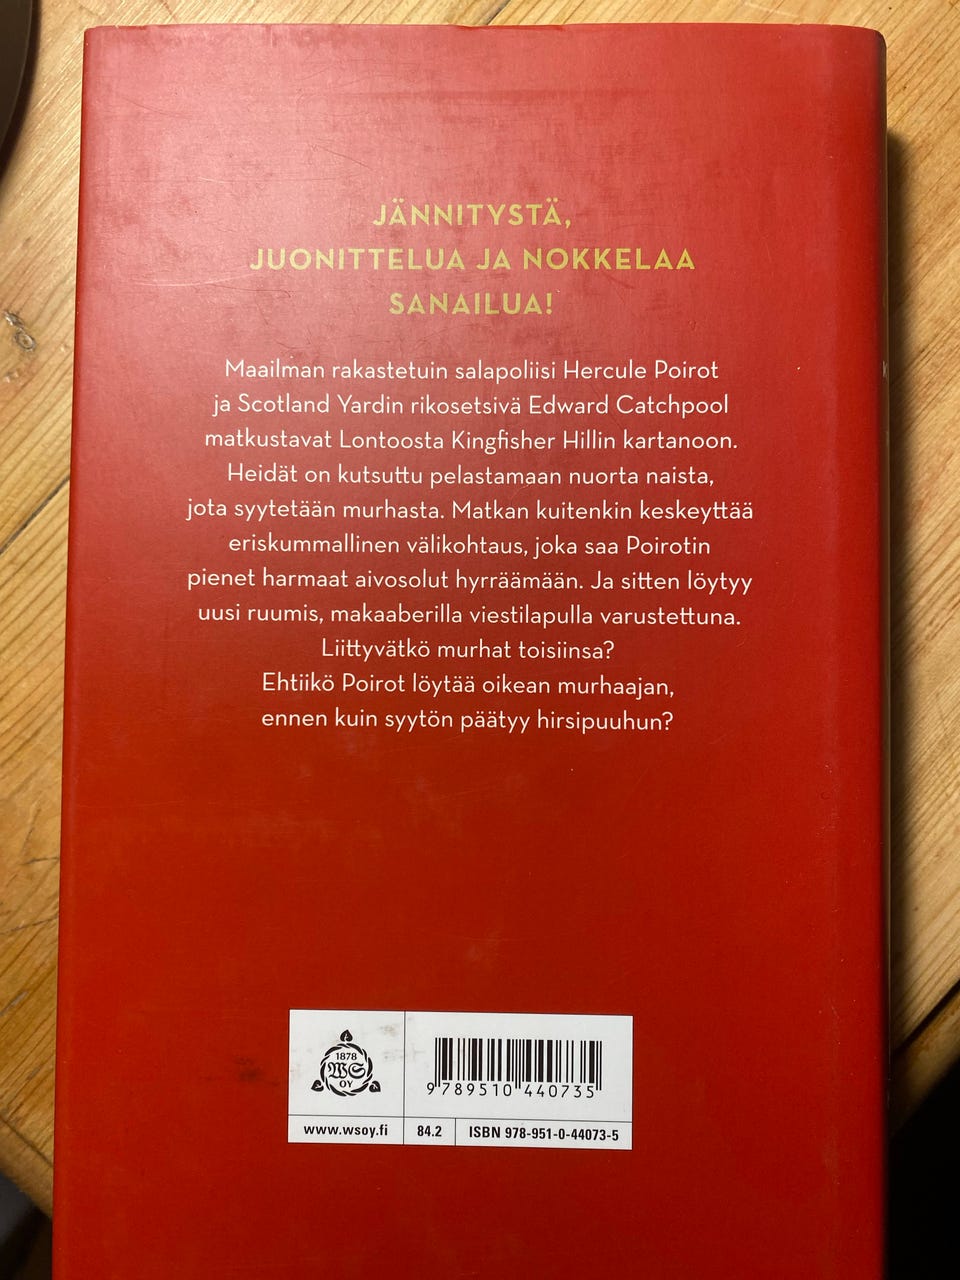 JÄNNITYSTÄ,
JUONITTELUA JA NOKKELAA
SANAILUA!
Maailman rakastetuin salapoliisi Hercule Poirot
ja Scotland Yardin rikosetsivä Edward Catchpool
matkustavat Lontoosta Kingfisher Hillin kartanoon.
Heidät on kutsuttu pelastamaan nuorta naista,
jota syytetään murhasta. Matkan kuitenkin keskeyttää
eriskummallinen välikohtaus, joka saa Poirotin
pienet harmaat aivosolut hyrräämään. Ja sitten löytyy
uusi ruumis, makaaberilla viestilapulla varustettuna.
Liittyvätkö murhat toisiinsa?
Ehtiikö Poirot löytää oikean murhaajan,
ennen kuin syytön päätyy hirsipuuhun?
1878
WS
OY
9 789510 440735
www.wsoy.fi
84.2
ISBN 978-951-0-44073-5